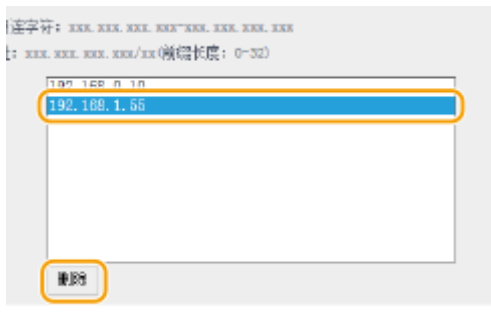 连字符: xxx.xxx.xxx.xxx-xxx.xxx.xxx.xxx
: xxx.xxx.xxx.xxx/xx(前缀长度: 0-32)
192.168.0.10
192.168.1.55
删除